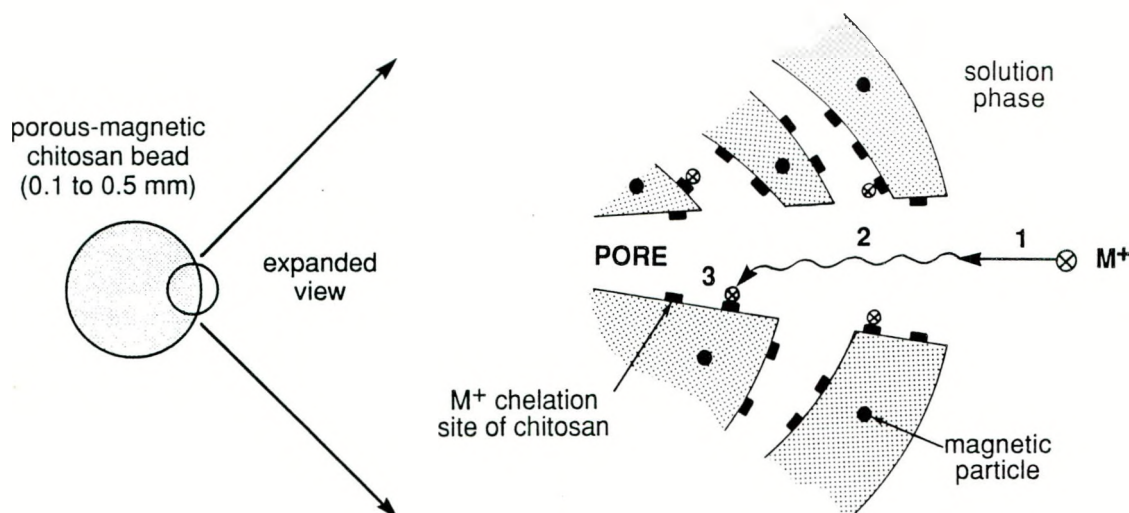 porous-magnetic
chitosan bead
(0.1 to 0.5 mm)
expanded
view
solution
phase
PORE
3
2
1
M+
M+ chelation
site of chitosan
magnetic
particle